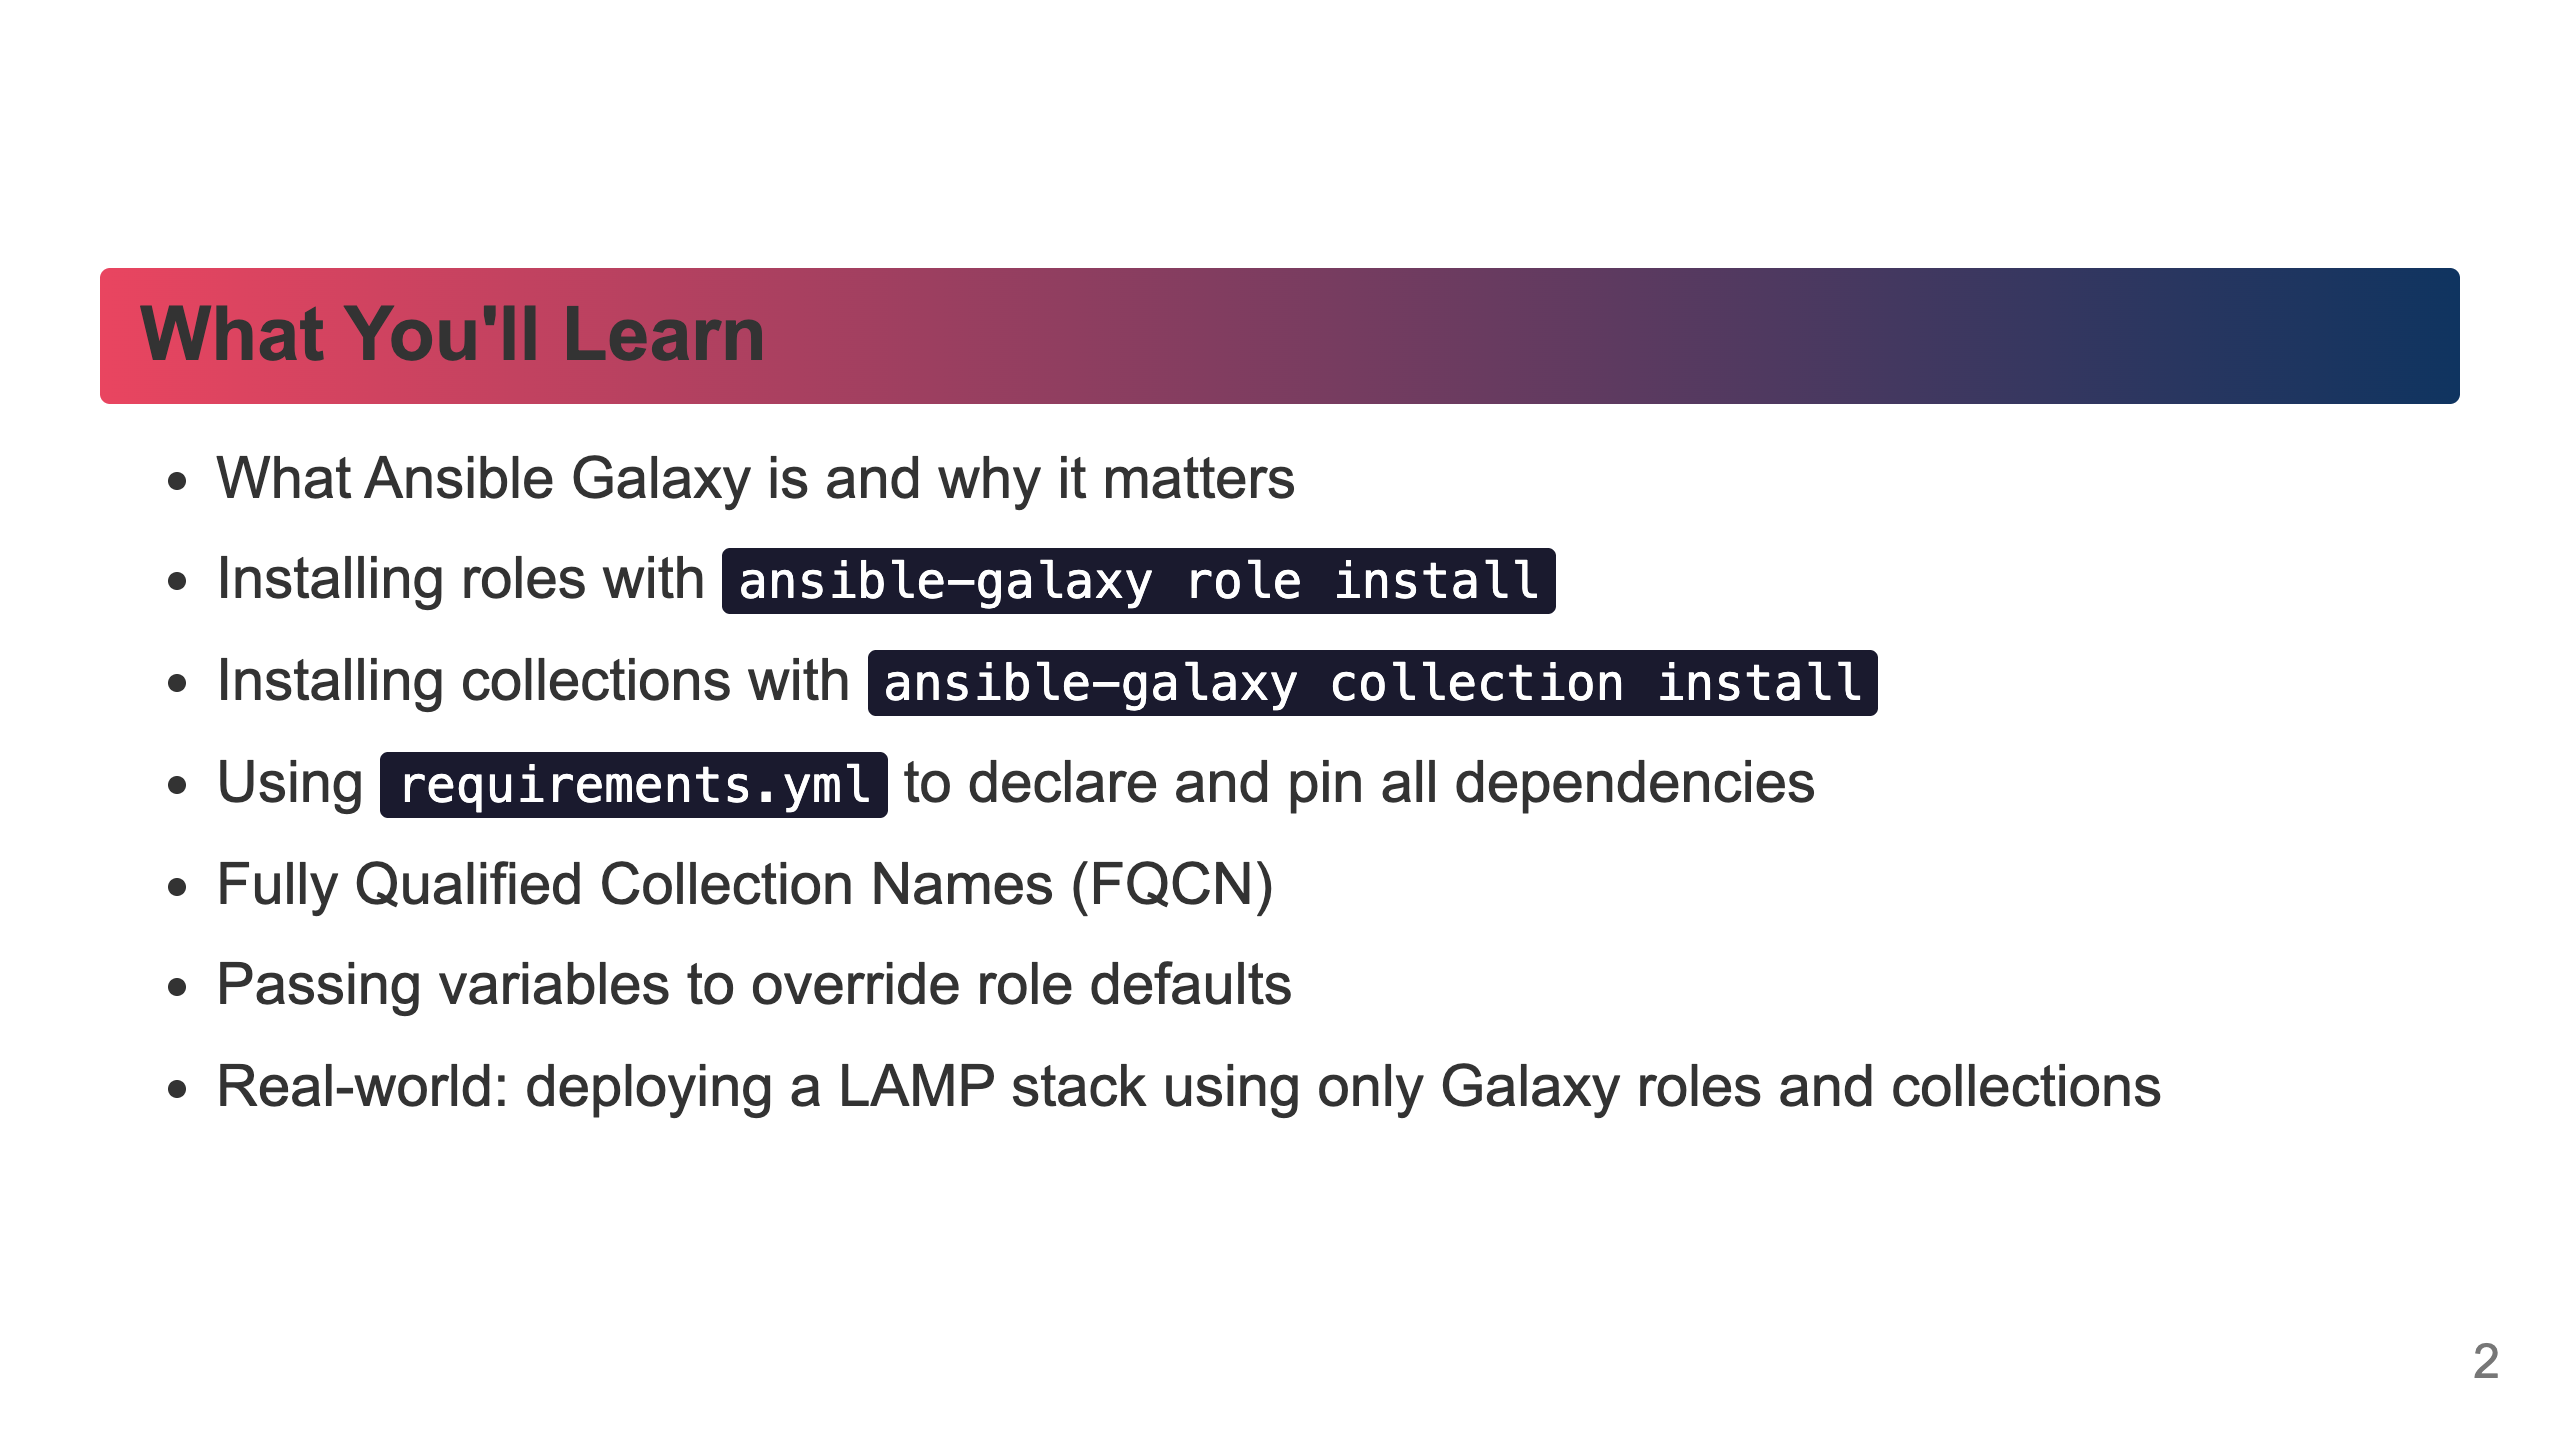 What You'll Learn
• What Ansible Galaxy is and why it matters
• Installing roles with ansible-galaxy role install
• Installing collections with ansible-galaxy collection install
• Using requirements.yml to declare and pin all dependencies
• Fully Qualified Collection Names (FQCN)
• Passing variables to override role defaults
• Real-world: deploying a LAMP stack using only Galaxy roles and collections
2